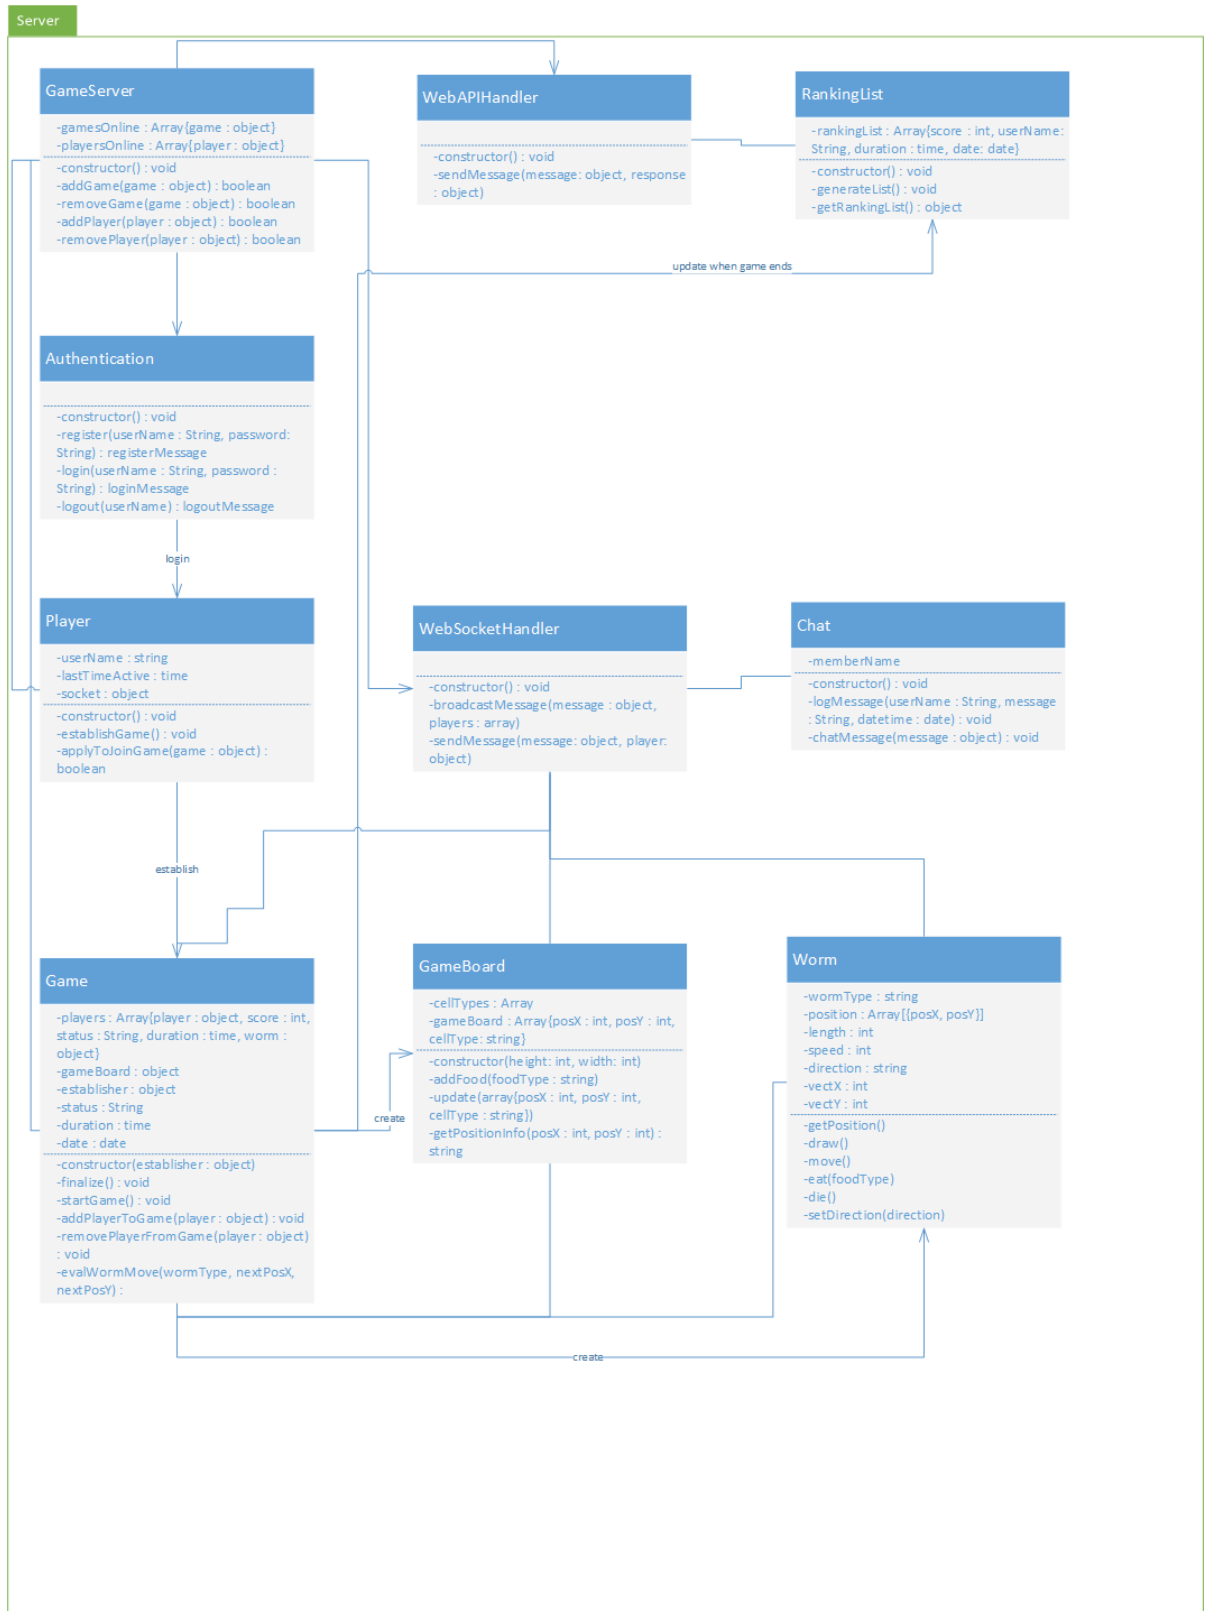 Server
GameServer
-gamesOnline : Array{game : object}
-playersOnline : Array{player : object}
-constructor() : void
-addGame(game : object) : boolean
-removeGame(game : object) : boolean
-addPlayer(player : object) : boolean
-removePlayer(player : object) : boolean
WebAPIHandler
-constructor() : void
-sendMessage(message: object, response
: object)
RankingList
-rankingList : Array{score : int, userName:
String, duration : time, date: date}
-constructor() : void
-generateList() : void
-getRankingList() : object
update when game ends
Authentication
-constructor() : void
-register(userName : String, password:
String) : registerMessage
-login(userName : String, password :
String) : loginMessage
-logout(userName) : logoutMessage
login
Player
-userName : string
-lastTimeActive : time
-socket : object
-constructor() : void
-establishGame() : void
-applyToJoinGame(game : object) :
boolean
WebSocketHandler
-constructor() : void
-broadcastMessage(message : object,
players : array)
-sendMessage(message: object, player:
object)
Chat
-memberName
-constructor() : void
-logMessage(userName : String, message
: String, datetime : date) : void
-chatMessage(message : object) : void
establish
Game
-players : Array{player : object, score : int,
status : String, duration : time, worm :
object}
-gameBoard : object
-establisher : object
-status : String
-duration : time
-date : date
-constructor(establisher : object)
-finalize() : void
-startGame() : void
-addPlayerToGame(player : object) : void
-removePlayerFromGame(player : object)
: void
-evalWormMove(wormType, nextPosX,
nextPosY) :
create
GameBoard
-cellTypes : Array
-gameBoard : Array{posX : int, posY : int,
cellType: string}
-constructor(height: int, width: int)
-addFood(foodType : string)
-update(array{posX : int, posY : int,
cellType : string})
-getPositionInfo(posX : int, posY : int) :
string
Worm
-wormType : string
-position : Array[{posX, posY}]
-length : int
-speed : int
-direction : string
-vectX : int
-vectY : int
-getPosition()
-draw()
-move()
-eat(foodType)
-die()
-setDirection(direction)
create